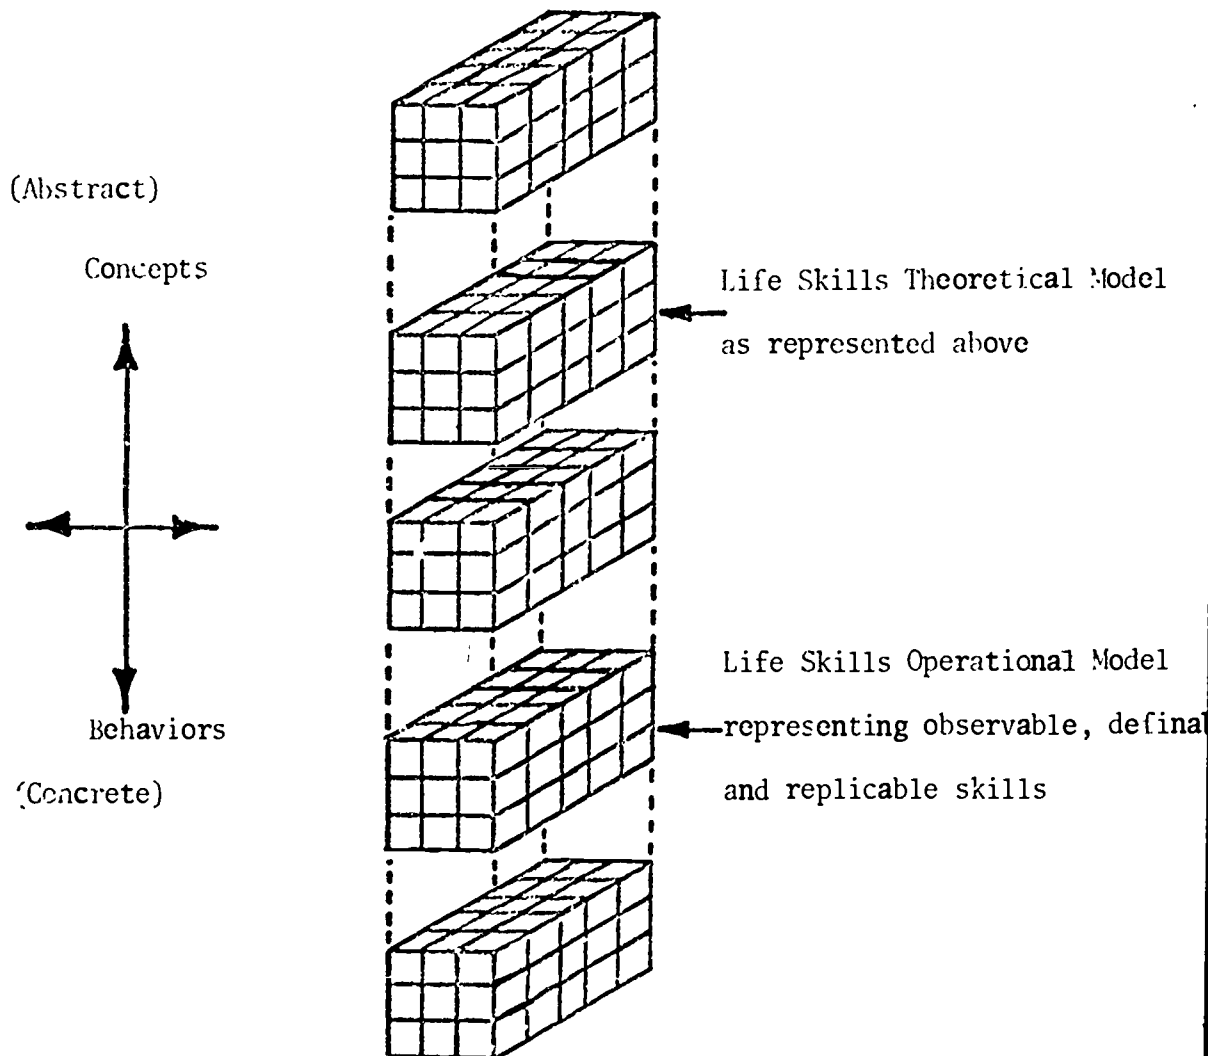 (Abstract)
Concepts
Life Skills Theoretical Model
as represented above
Life Skills Operational Model
Behaviors
representing observable, definal
(Concrete)
and replicable skills